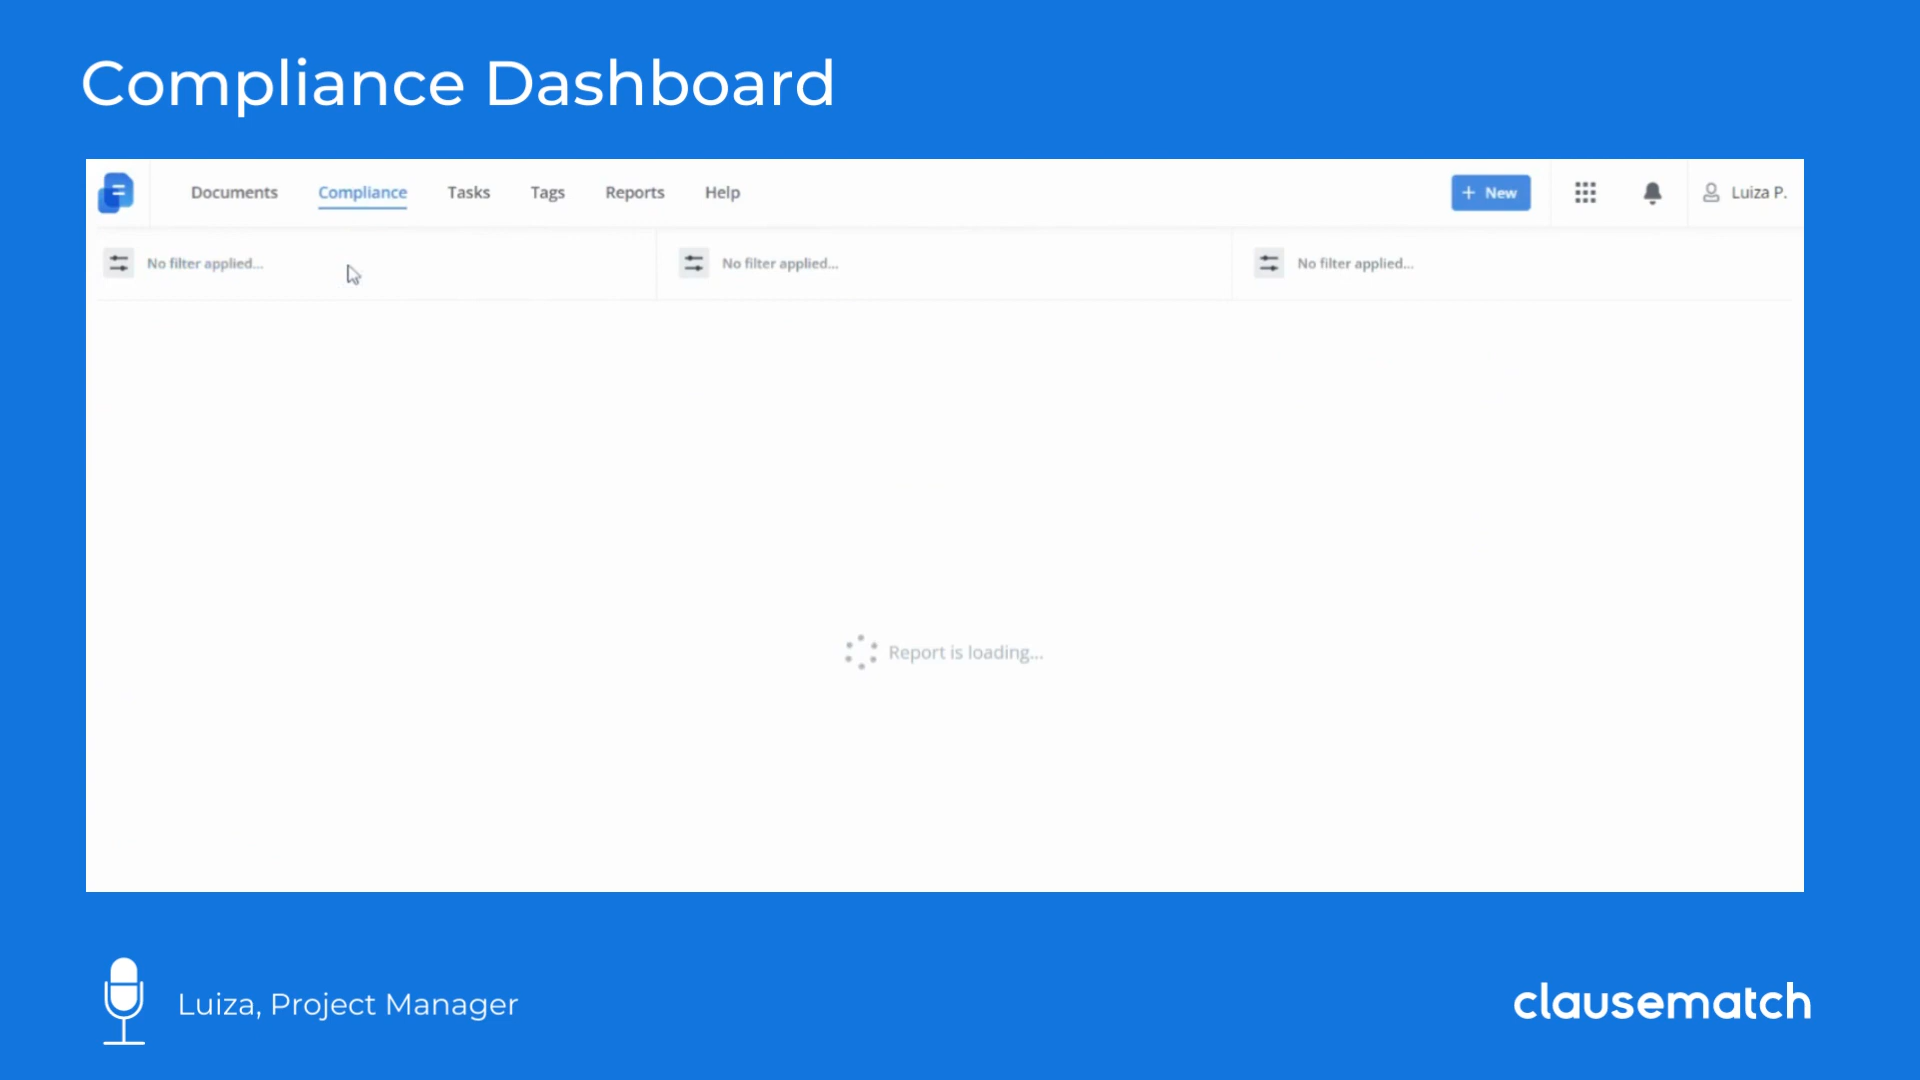 Compliance Dashboard
Documents Compliance Tasks Tags Reports Help + New Luiza P.
No filter applied... No filter applied... No filter applied...
Report is loading...
Luiza, Project Manager
clausematch